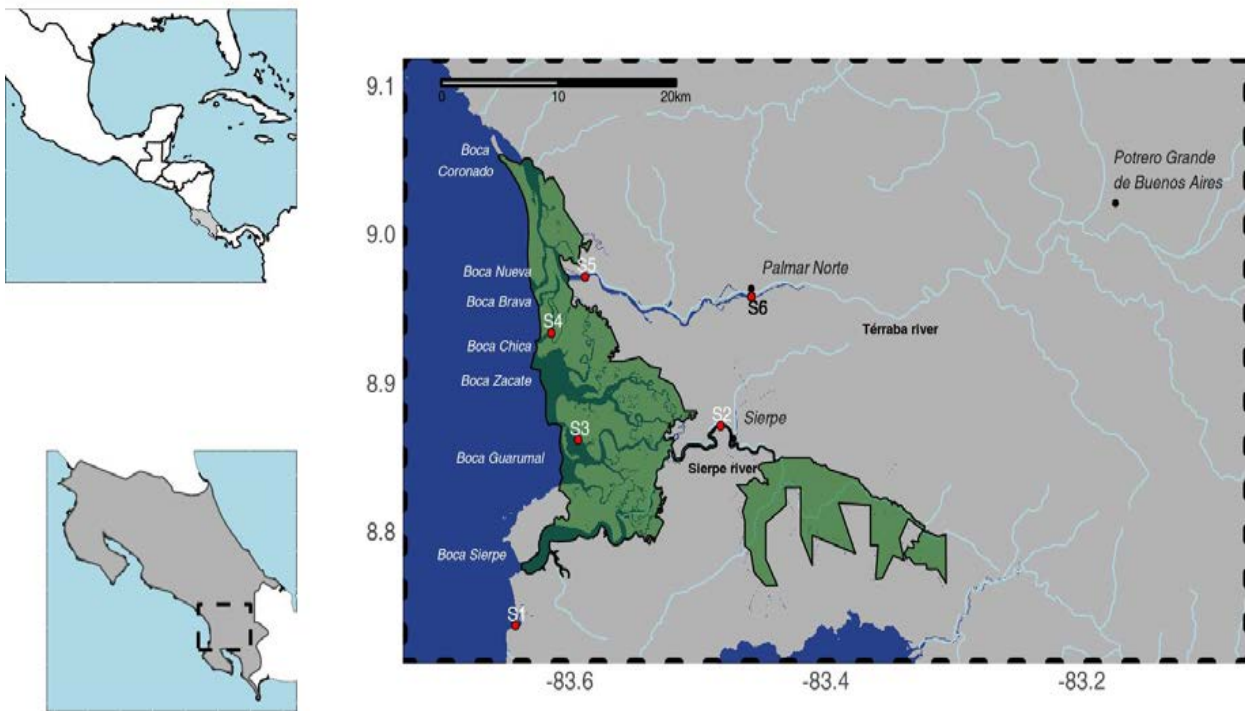 9.1
9.0
8.9
8.8
0
10
20km
Boca
Coronado
Potrero Grande
de Buenos Aires
Boca Nueva
S5
Palmar Norte
Boca Brava
S6
S4
Térraba river
Boca Chica
Boca Zacate
S2
Sierpe
S3
Boca Guarumal
Sierpe river
Boca Sierpe
S1
-83.6
-83.4
-83.2